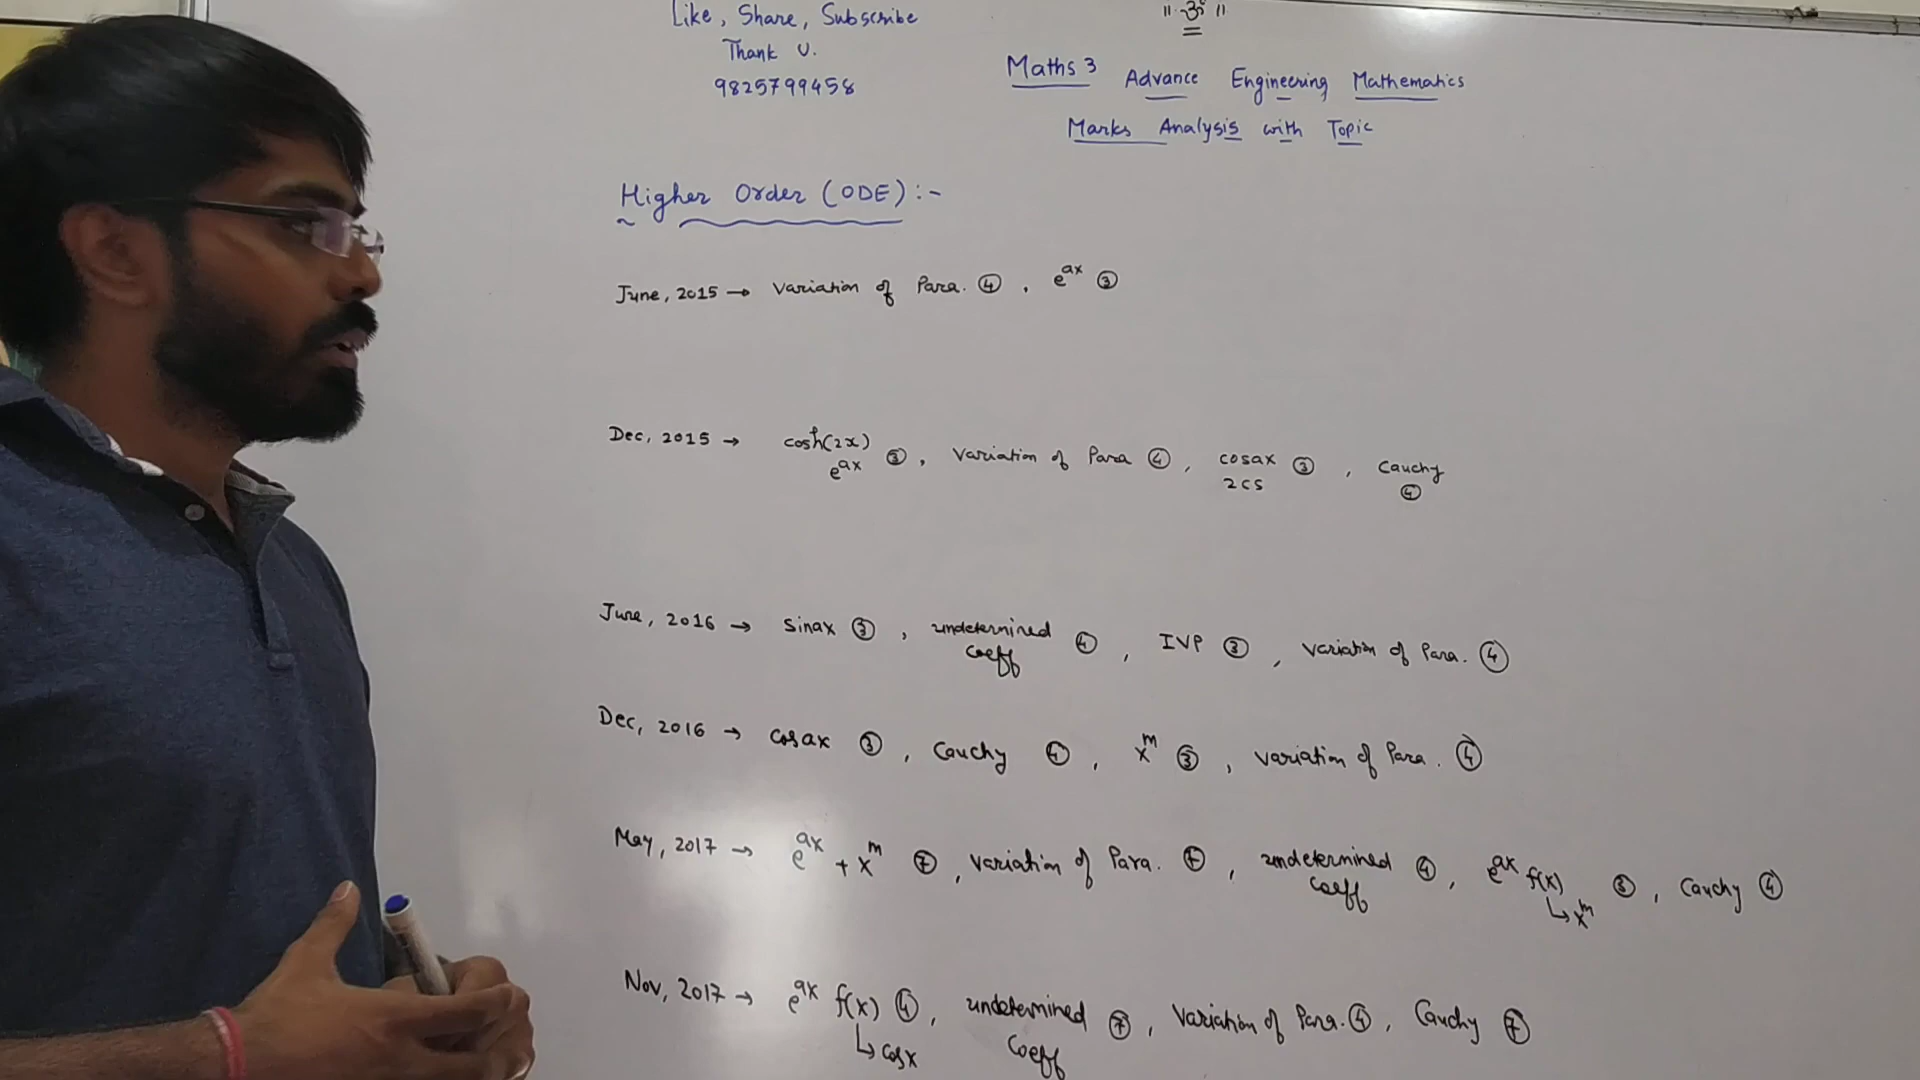 Like, Share, Subscribe
Thank U.
9825799458
॥ ૐ ॥
Maths 3 Advance Engineering Mathematics
Marks Analysis with Topic
Higher Order (ODE) :-
June, 2015 → Variation of Para. ④ , e^ax ③
Dec, 2015 → cosh(2x) e^ax ③ , Variation of Para ④ , cosax 2cs ③ , Cauchy ④
June, 2016 → Sinax ③ , undetermined coeff ④ , IVP ③ , Variation of Para. ④
Dec, 2016 → cosax ③ , Cauchy ④ , x^m ③ , Variation of Para. ④
May, 2017 → e^ax + x^m ⑦ , Variation of Para. , undetermined coeff ④ , e^ax f(x) ↳ x^m ③ , Cauchy ④
Nov, 2017 → e^ax f(x) ↳ cosx ④ , undetermined coeff ⑦ , Variation of Para. ④ , Cauchy ⑦